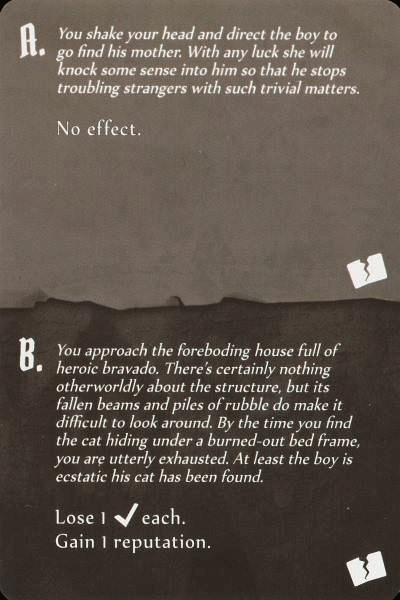 A.
You shake your head and direct the boy to
go find his mother. With any luck she will
knock some sense into him so that he stops
troubling strangers with such trivial matters.
No effect.
B.
You approach the foreboding house full of
heroic bravado. There's certainly nothing
otherworldly about the structure, but its
fallen beams and piles of rubble do make it
difficult to look around. By the time you find
the cat hiding under a burned-out bed frame,
you are utterly exhausted. At least the boy is
ecstatic his cat has been found.
Lose 1 ✓ each.
Gain 1 reputation.